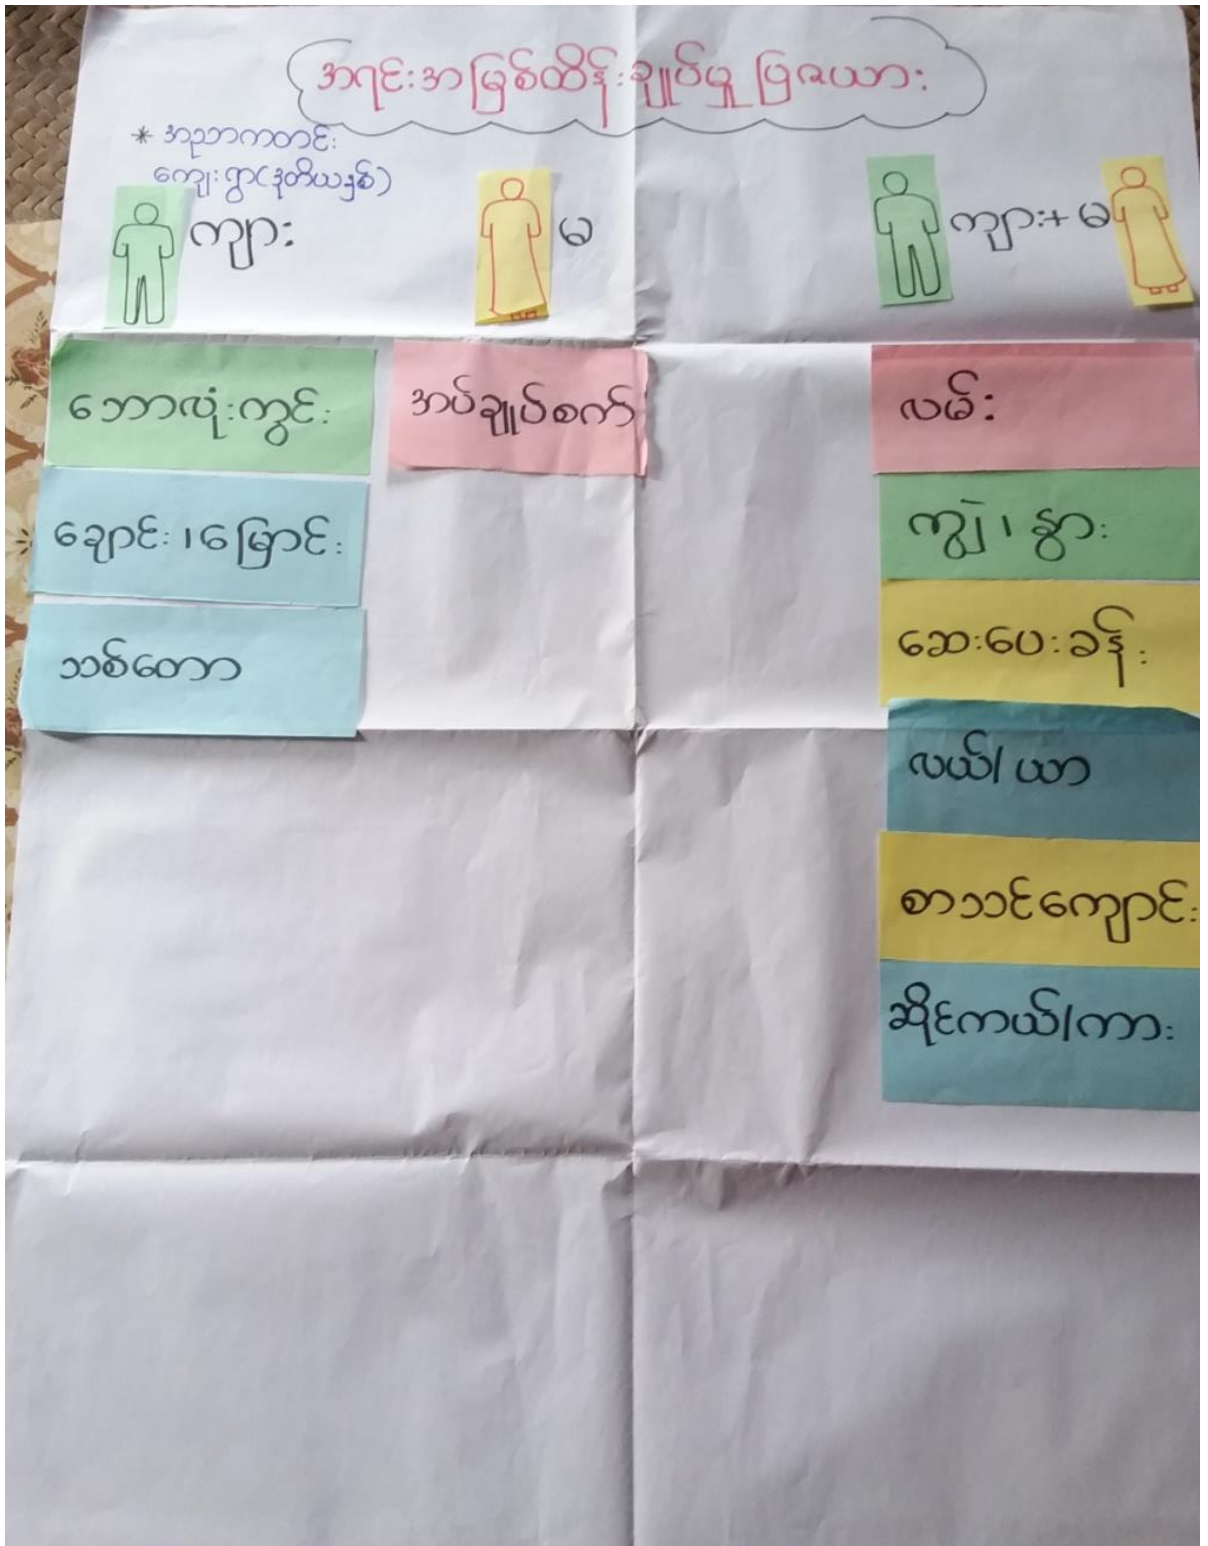 အရင်းအမြစ်ထိန်းချုပ်မှု ပြဇယား
* အညာကတင်း
ကျေးရွာ(ဒုတိယနှစ်)
ကျား
မ
ကျား+မ
ဘောလုံးကွင်း
အပ်ချုပ်စက်
လမ်း
ချောင်း၊မြောင်း
ကျွဲ၊နွား
ဆေးပေးခန်း
သစ်တော
လယ်/ယာ
စာသင်ကျောင်း
ဆိုင်ကယ်/ကား